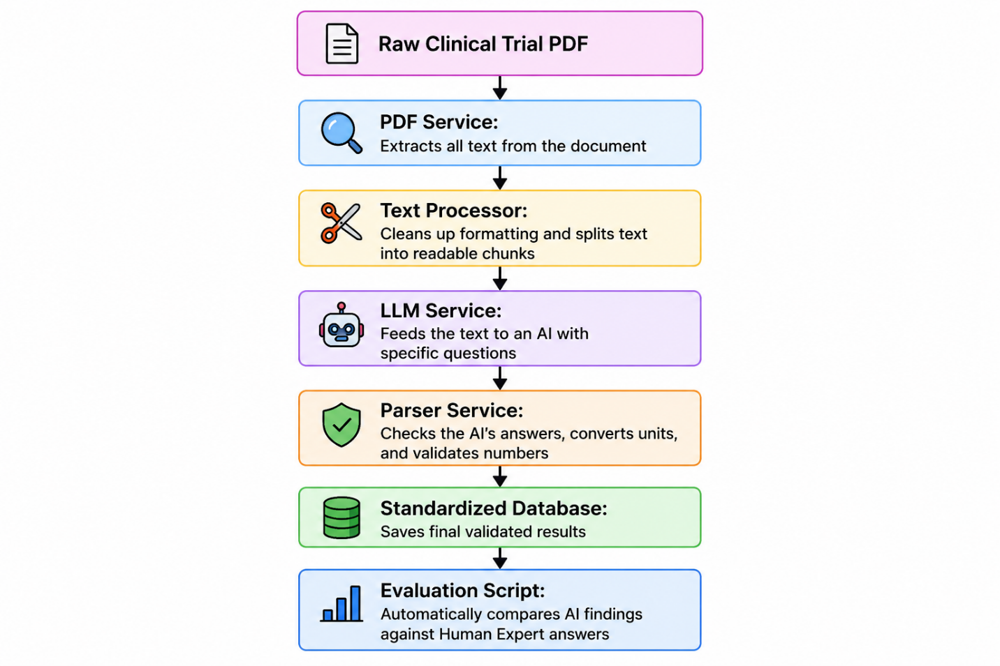 Raw Clinical Trial PDF
PDF Service:
Extracts all text from the document
Text Processor:
Cleans up formatting and splits text
into readable chunks
LLM Service:
Feeds the text to an AI with
specific questions
Parser Service:
Checks the AI's answers, converts units,
and validates numbers
Standardized Database:
Saves final validated results
Evaluation Script:
Automatically compares AI findings
against Human Expert answers